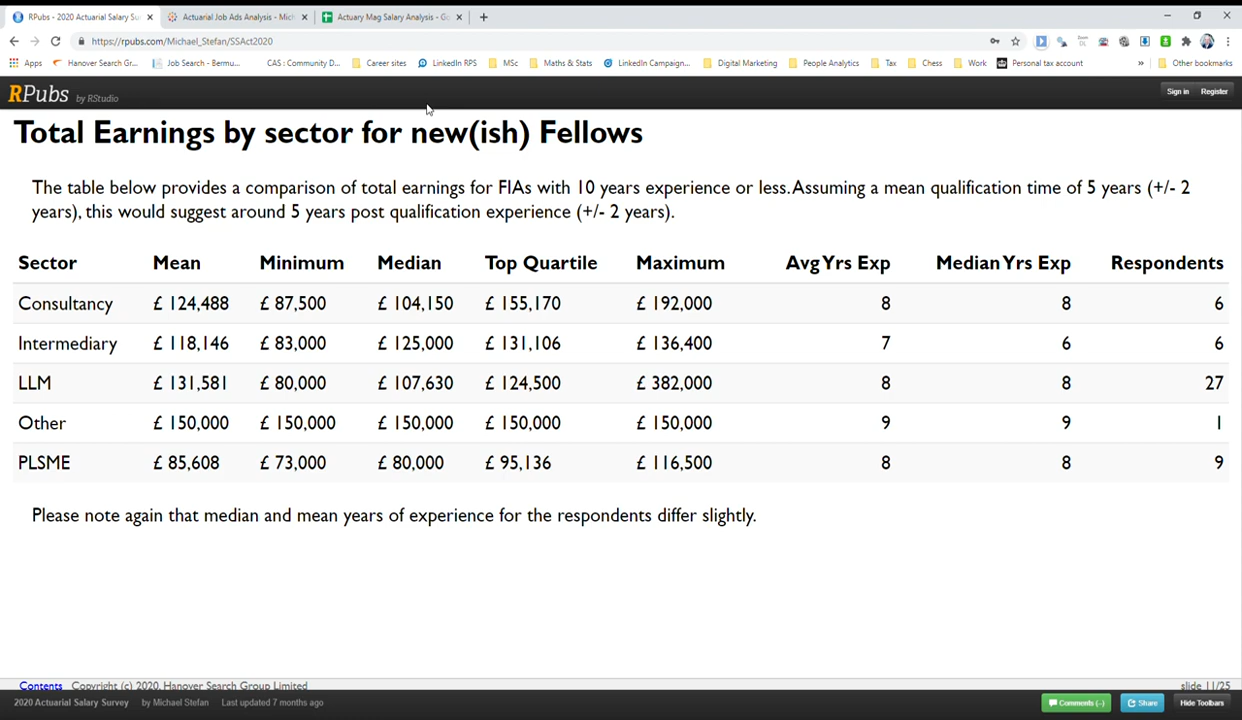 RPubs - 2020 Actuarial Salary Su
Actuarial Job Ads Analysis - Mich
Actuary Mag Salary Analysis - Go
https://rpubs.com/Michael_Stefan/SSAct2020
Apps
Hanover Search Gr...
Job Search - Bermu...
CAS : Community D...
Career sites
LinkedIn RPS
MSc
Maths & Stats
LinkedIn Campaign...
Digital Marketing
People Analytics
Tax
Chess
Work
Personal tax account
»
Other bookmarks
RPubs by RStudio
Sign in Register
Total Earnings by sector for new(ish) Fellows
The table below provides a comparison of total earnings for FIAs with 10 years experience or less. Assuming a mean qualification time of 5 years (+/- 2
years), this would suggest around 5 years post qualification experience (+/- 2 years).
Sector Mean Minimum Median Top Quartile Maximum Avg Yrs Exp Median Yrs Exp Respondents
Consultancy £ 124,488 £ 87,500 £ 104,150 £ 155,170 £ 192,000 8 8 6
Intermediary £ 118,146 £ 83,000 £ 125,000 £ 131,106 £ 136,400 7 6 6
LLM £ 131,581 £ 80,000 £ 107,630 £ 124,500 £ 382,000 8 8 27
Other £ 150,000 £ 150,000 £ 150,000 £ 150,000 £ 150,000 9 9 1
PLSME £ 85,608 £ 73,000 £ 80,000 £ 95,136 £ 116,500 8 8 9
Please note again that median and mean years of experience for the respondents differ slightly.
Contents Copyright (c) 2020, Hanover Search Group Limited slide 11/25
2020 Actuarial Salary Survey by Michael Stefan Last updated 7 months ago
Comments (–) Share Hide Toolbars